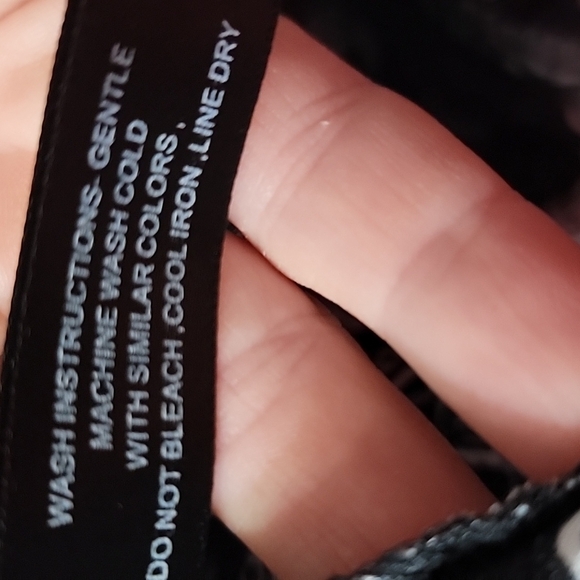 WASH INSTRUCTIONS- GENTLE
MACHINE WASH COLD
WITH SIMILAR COLORS .
DO NOT BLEACH .COOL IRON .LINE DRY